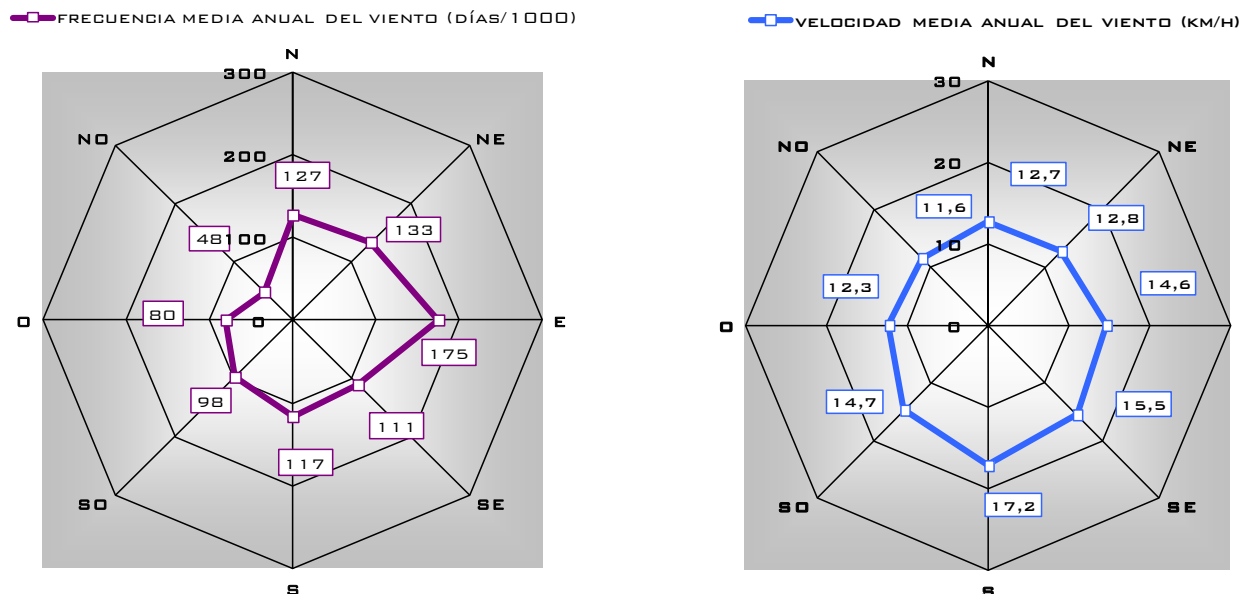 FRECUENCIA MEDIA ANUAL DEL VIENTO (DÍAS/1000)
N
300
NO
NE
200
127
133
48
100
O
80
0
E
175
98
111
117
SO
SE
S
VELOCIDAD MEDIA ANUAL DEL VIENTO (KM/H)
N
30
NO
NE
20
12,7
11,6
12,8
10
12,3
14,6
O
0
14,7
15,5
17,2
SO
SE
S